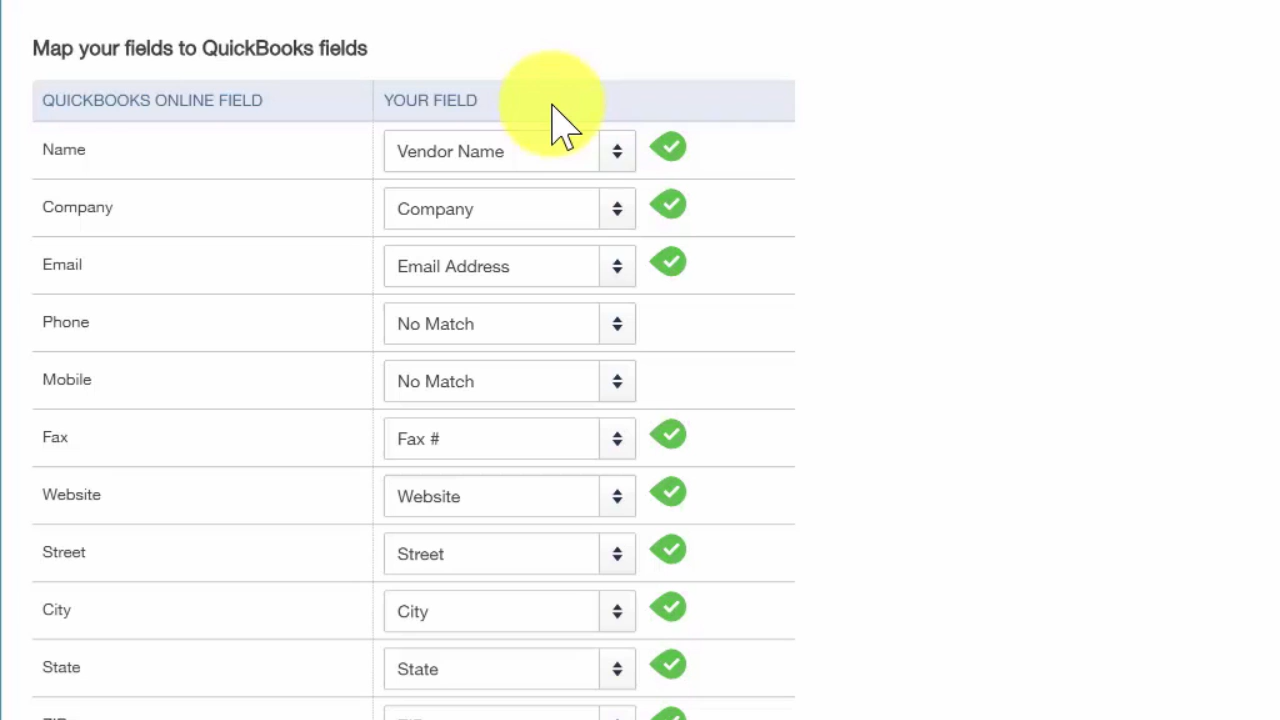 Map your fields to QuickBooks fields
QUICKBOOKS ONLINE FIELD YOUR FIELD
Name Vendor Name
Company Company
Email Email Address
Phone No Match
Mobile No Match
Fax Fax #
Website Website
Street Street
City City
State State